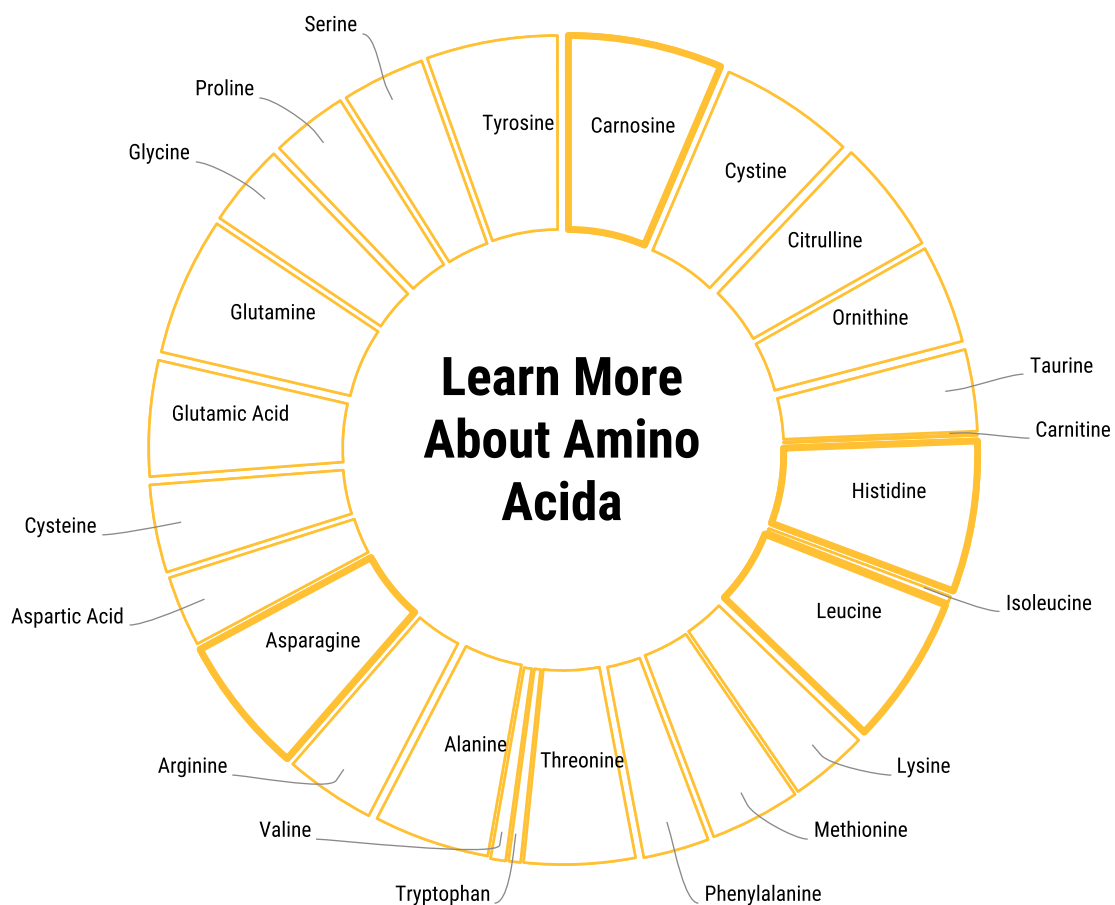 Learn More
About Amino
Acida
Carnosine
Cystine
Citrulline
Ornithine
Taurine
Carnitine
Histidine
Isoleucine
Leucine
Lysine
Methionine
Phenylalanine
Threonine
Tryptophan
Valine
Alanine
Arginine
Asparagine
Aspartic Acid
Cysteine
Glutamic Acid
Glutamine
Glycine
Proline
Serine
Tyrosine